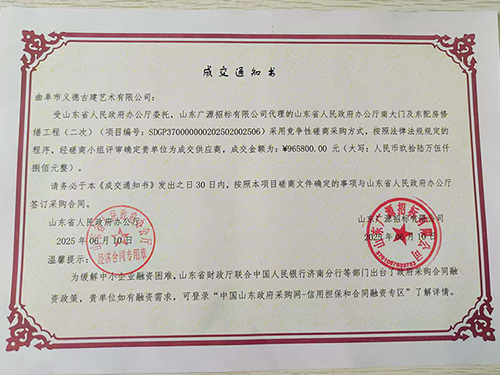 成交通知书
曲阜市义德古建艺术有限公司：
受山东省人民政府办公厅委托，山东广源招标有限公司代理的山东省人民政府办公厅南大门及东配房修
缮工程（二次）（项目编号：SDGP370000000202502002506）采用竞争性磋商采购方式，按照法律法规规定的
程序，经磋商小组评审确定贵单位为成交供应商，成交金额为：¥965800.00 元（大写：人民币玖拾陆万伍仟
捌佰元整）。
请务必于本《成交通知书》发出之日 30 日内，按照本项目磋商文件确定的事项与山东省人民政府办公厅
签订采购合同。
山东省人民政府办公厅 山东广源招标有限公司
2025 年 06 月 10 日 2025 年 06 月 10 日
经济合同专用章
温馨提示：
为缓解中小企业融资困难，山东省财政厅联合中国人民银行济南分行等部门出台了政府采购合同融
资政策，贵单位如有融资需求，可登录“中国山东政府采购网-信用担保和合同融资专区”了解详情。